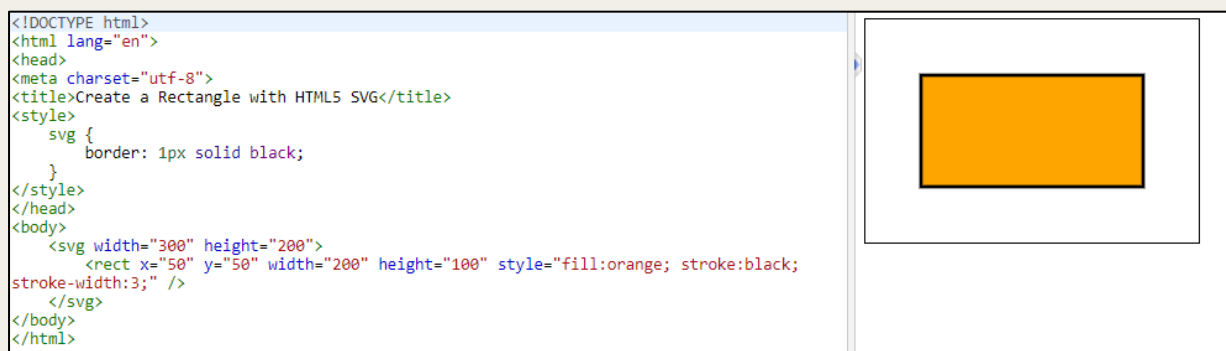 <!DOCTYPE html>
<html lang="en">
<head>
<meta charset="utf-8">
<title>Create a Rectangle with HTML5 SVG</title>
<style>
    svg {
        border: 1px solid black;
    }
</style>
</head>
<body>
    <svg width="300" height="200">
        <rect x="50" y="50" width="200" height="100" style="fill:orange; stroke:black;
stroke-width:3;" />
    </svg>
</body>
</html>